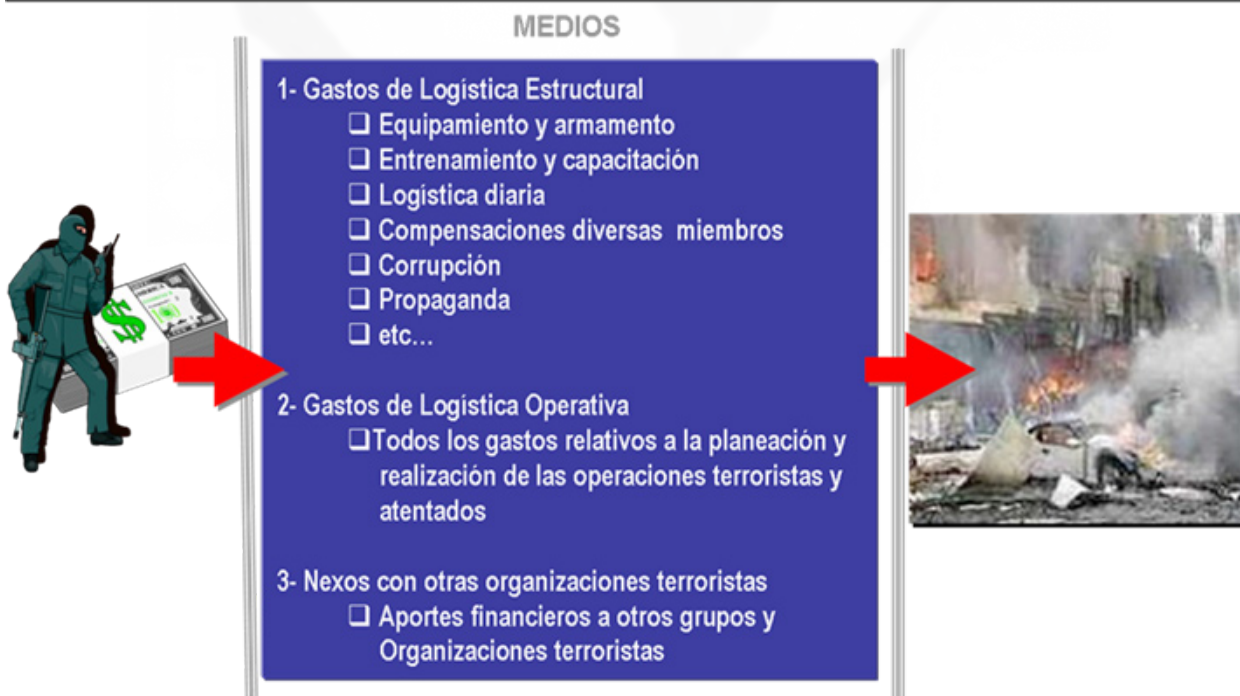 MEDIOS
1- Gastos de Logística Estructural
❑ Equipamiento y armamento
❑ Entrenamiento y capacitación
❑ Logística diaria
❑ Compensaciones diversas miembros
❑ Corrupción
❑ Propaganda
❑ etc...
2- Gastos de Logística Operativa
❑Todos los gastos relativos a la planeación y
realización de las operaciones terroristas y
atentados
3- Nexos con otras organizaciones terroristas
❑ Aportes financieros a otros grupos y
Organizaciones terroristas
$